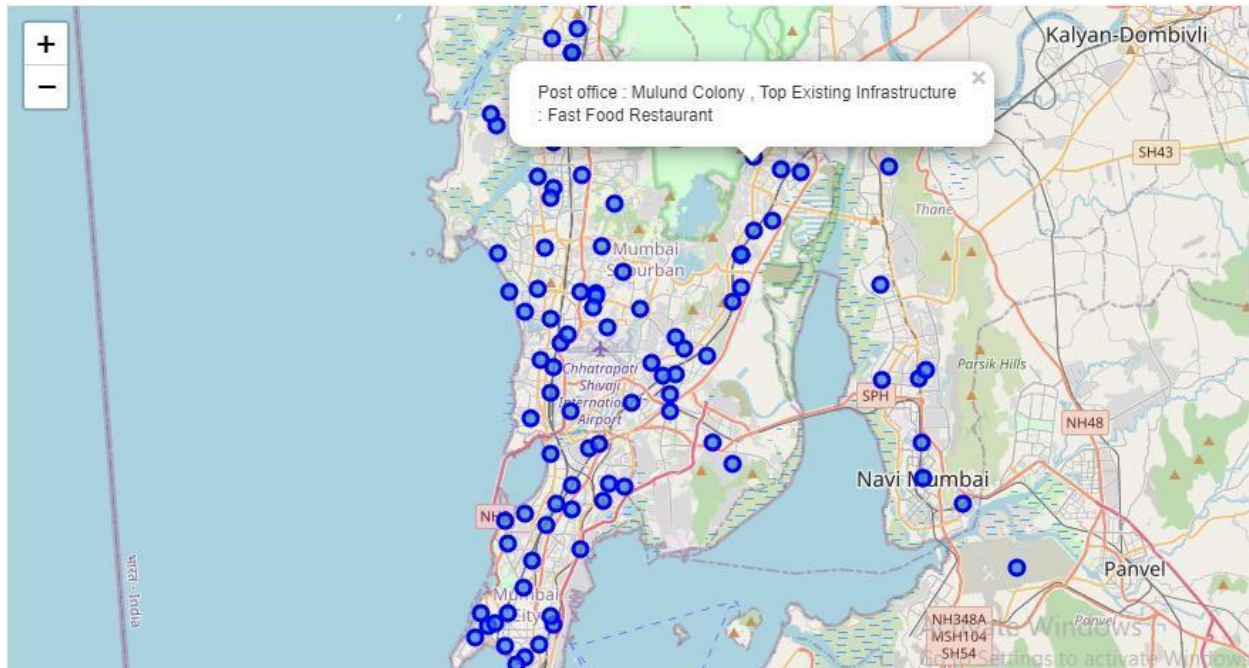 +
−
Kalyan-Dombivli
Post office : Mulund Colony , Top Existing Infrastructure
: Fast Food Restaurant
×
SH43
Thane
Mumbai
Suburban
Chhatrapati
Shivaji
International
Airport
Parsik Hills
SPH
NH48
Navi Mumbai
NH
भारत - India
Panvel
Mumbai
City
NH348A
MSH104
SH54
Panvel
Activate Windows
Go to Settings to activate Windows